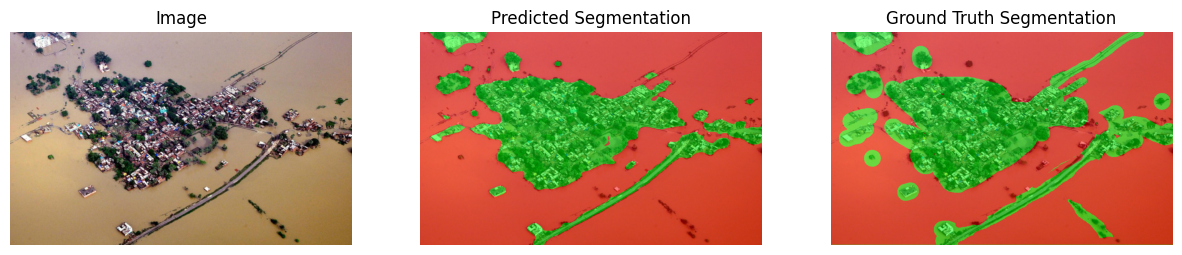 Image
Predicted Segmentation
Ground Truth Segmentation